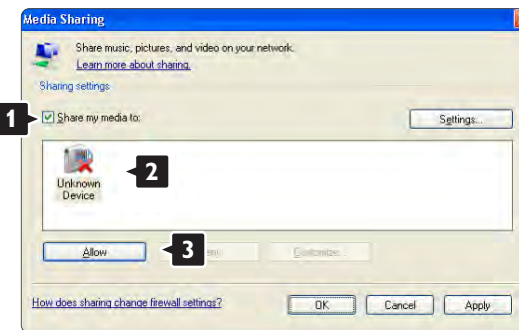 Media Sharing
Share music, pictures, and video on your network.
Learn more about sharing.
Sharing settings
1
Share my media to:
Settings...
2
Unknown
Device
Allow
3
Customize...
How does sharing change firewall settings?
OK
Cancel
Apply